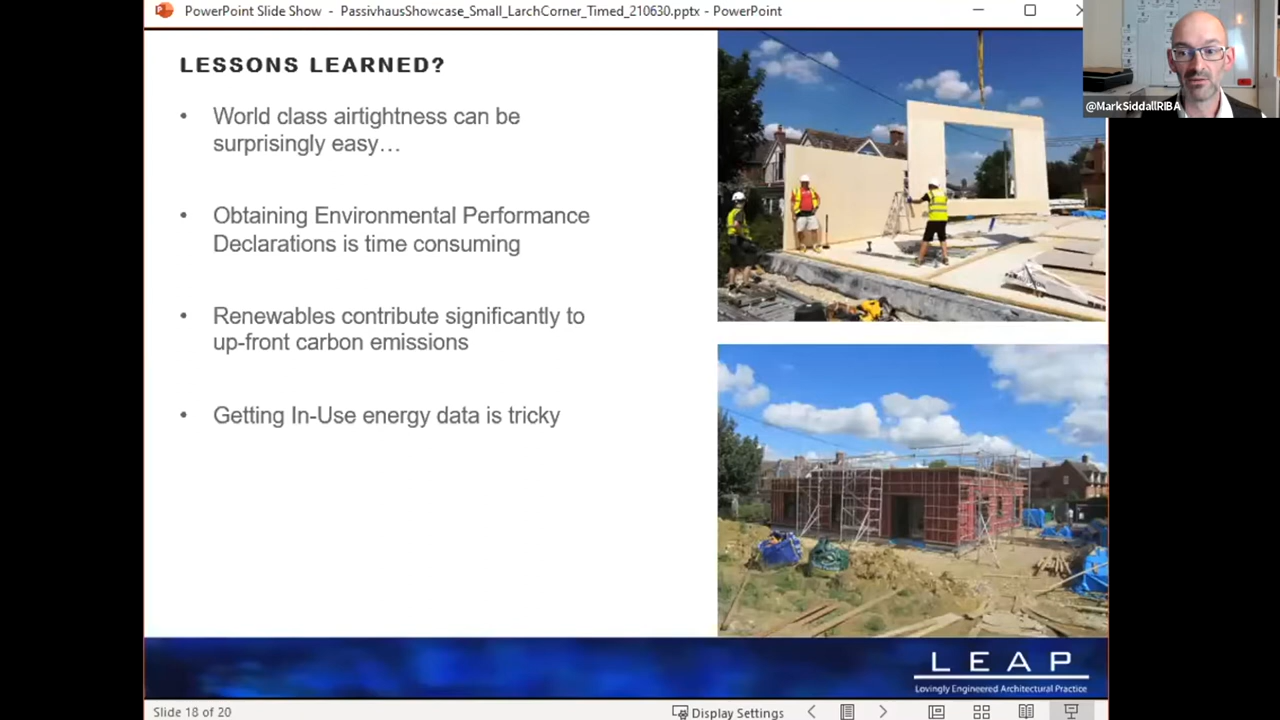 PowerPoint Slide Show - PassivhausShowcase_Small_LarchCorner_Timed_210630.pptx - PowerPoint
@MarkSiddallRIBA
LESSONS LEARNED?
• World class airtightness can be
surprisingly easy…
• Obtaining Environmental Performance
Declarations is time consuming
• Renewables contribute significantly to
up-front carbon emissions
• Getting In-Use energy data is tricky
LEAP
Lovingly Engineered Architectural Practice
Slide 18 of 20
Display Settings